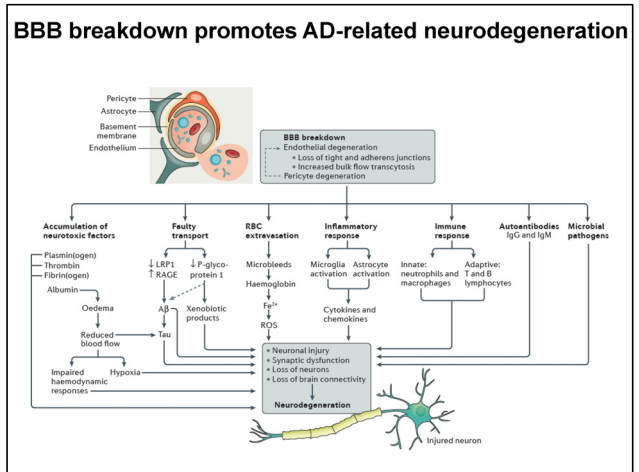 BBB breakdown promotes AD-related neurodegeneration
Pericyte
Astrocyte
Basement
membrane
Endothelium
BBB breakdown
Endothelial degeneration
• Loss of tight and adherens junctions
• Increased bulk flow transcytosis
Pericyte degeneration
Accumulation of
neurotoxic factors
Plasmin(ogen)
Thrombin
Fibrin(ogen)
Albumin
Oedema
Reduced
blood flow
Impaired
haemodynamic
responses
Hypoxia
Faulty
transport
↓ LRP1
↑ RAGE
↓ P-glyco-
protein 1
Aβ
Tau
Xenobiotic
products
RBC
extravasation
Microbleeds
Haemoglobin
Fe²⁺
ROS
Inflammatory
response
Microglia
activation
Astrocyte
activation
Cytokines and
chemokines
Immune
response
Innate:
neutrophils and
macrophages
Adaptive:
T and B
lymphocytes
Autoantibodies
IgG and IgM
Microbial
pathogens
• Neuronal injury
• Synaptic dysfunction
• Loss of neurons
• Loss of brain connectivity
Neurodegeneration
Injured neuron